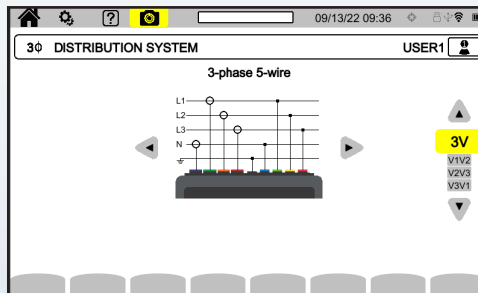 ?
09/13/22 09:36
3ϕ DISTRIBUTION SYSTEM
USER1
3-phase 5-wire
L1
L2
L3
N
3V
V1V2
V2V3
V3V1